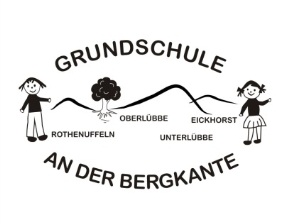 GRUNDSCHULE
OBERLÜBBE
EICKHORST
ROTHENUFFELN
UNTERLÜBBE
AN DER BERGKANTE